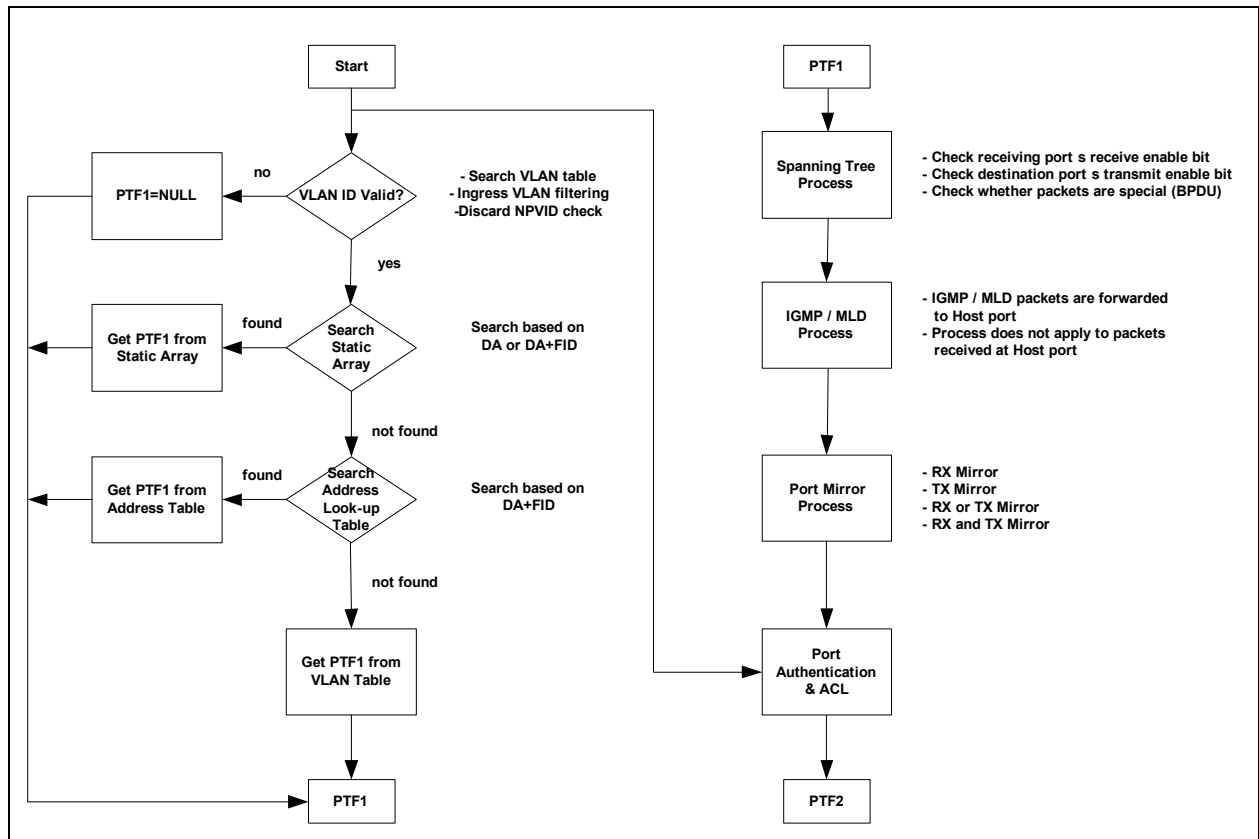 Start
no
VLAN ID Valid?
PTF1=NULL
- Search VLAN table
- Ingress VLAN filtering
-Discard NPVID check
yes
found
Get PTF1 from
Static Array
Search
Static
Array
Search based on
DA or DA+FID
not found
found
Get PTF1 from
Address Table
Search
Address
Look-up
Table
Search based on
DA+FID
not found
Get PTF1 from
VLAN Table
PTF1
PTF1
Spanning Tree
Process
- Check receiving port s receive enable bit
- Check destination port s transmit enable bit
- Check whether packets are special (BPDU)
IGMP / MLD
Process
- IGMP / MLD packets are forwarded
to Host port
- Process does not apply to packets
received at Host port
Port Mirror
Process
- RX Mirror
- TX Mirror
- RX or TX Mirror
- RX and TX Mirror
Port
Authentication
& ACL
PTF2